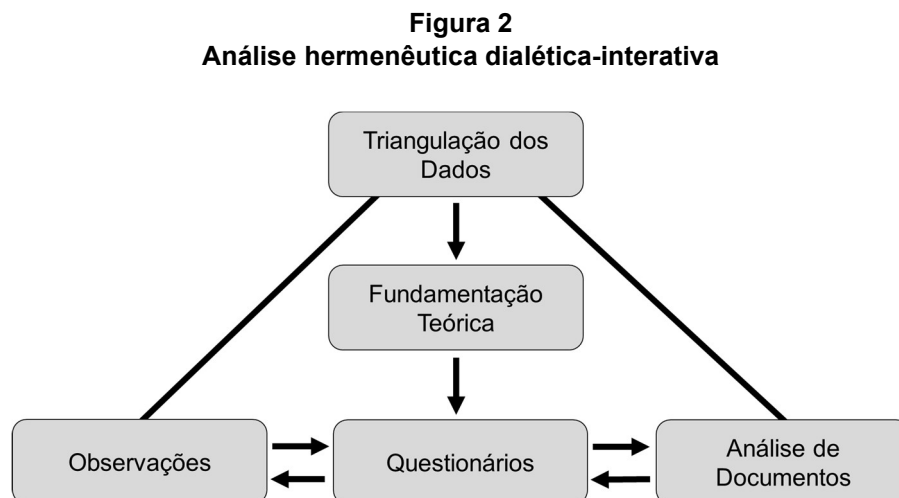 Figura 2
Análise hermenêutica dialética-interativa
Triangulação dos
Dados
Fundamentação
Teórica
Observações
Questionários
Análise de
Documentos